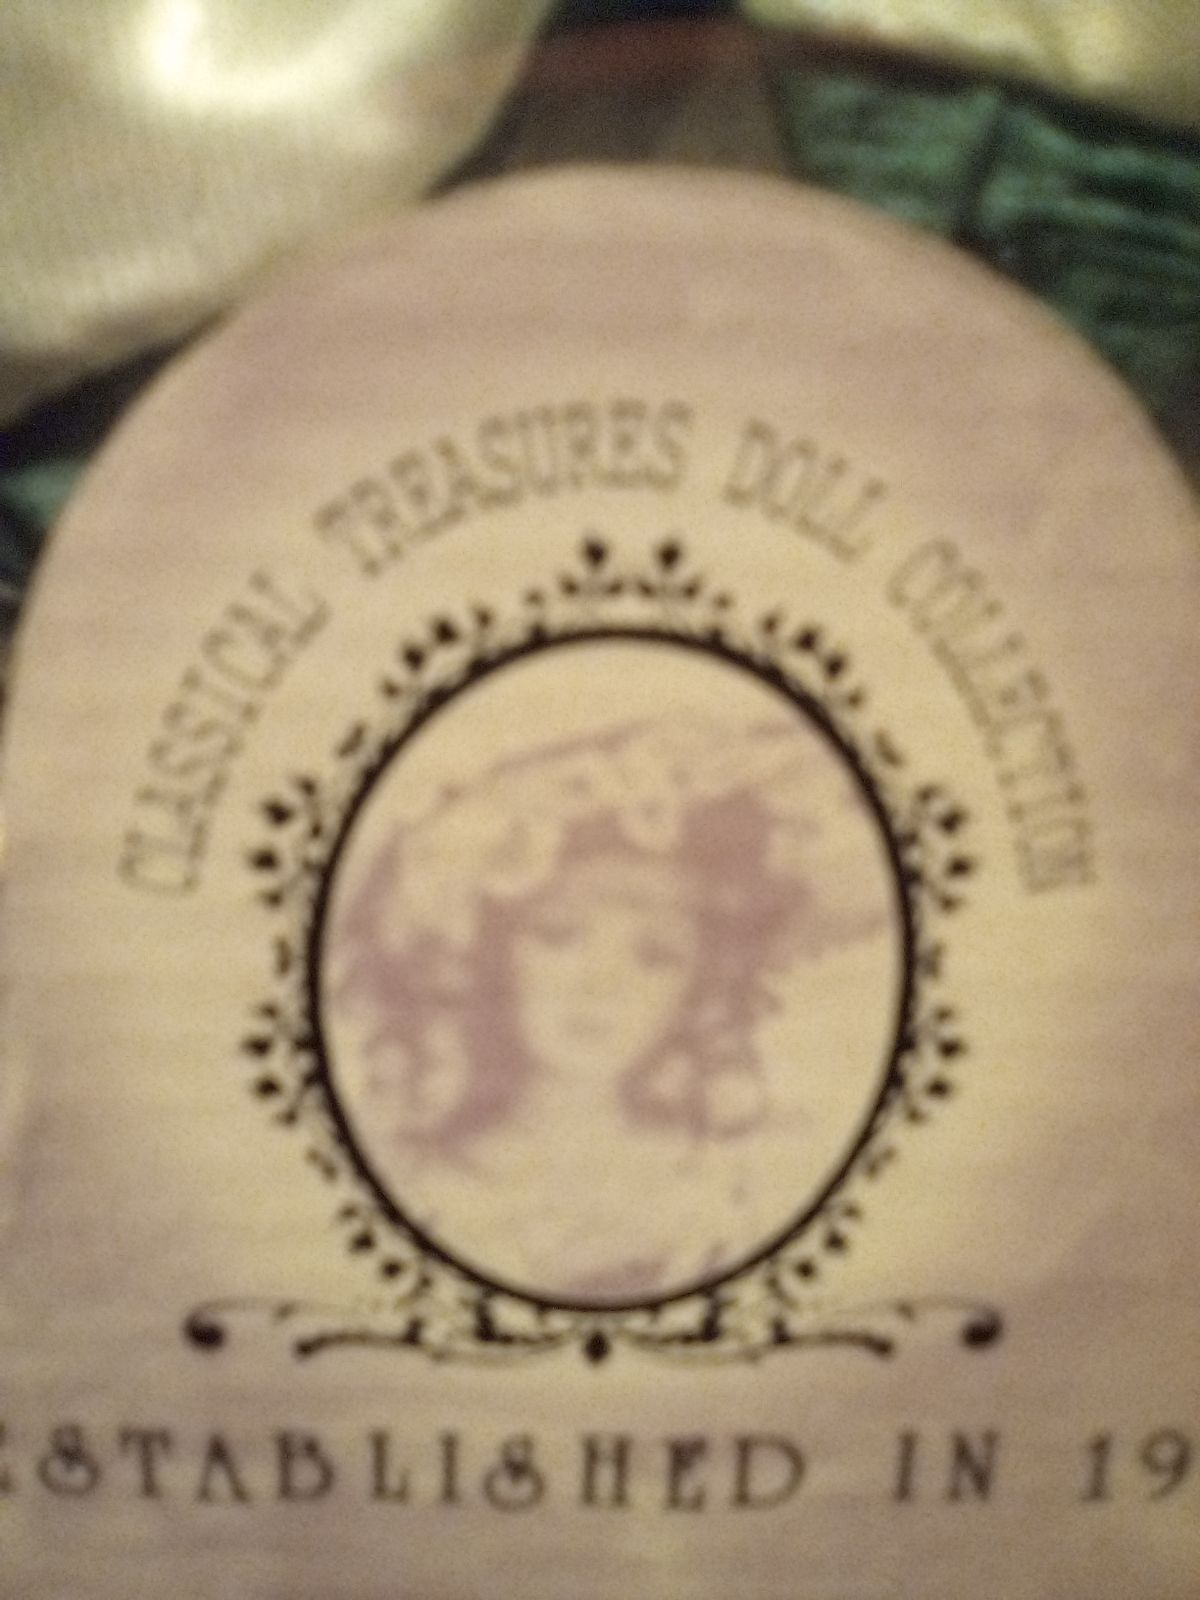 CLASSICAL TREASURES DOLL COLLECTION
ESTABLISHED IN 19